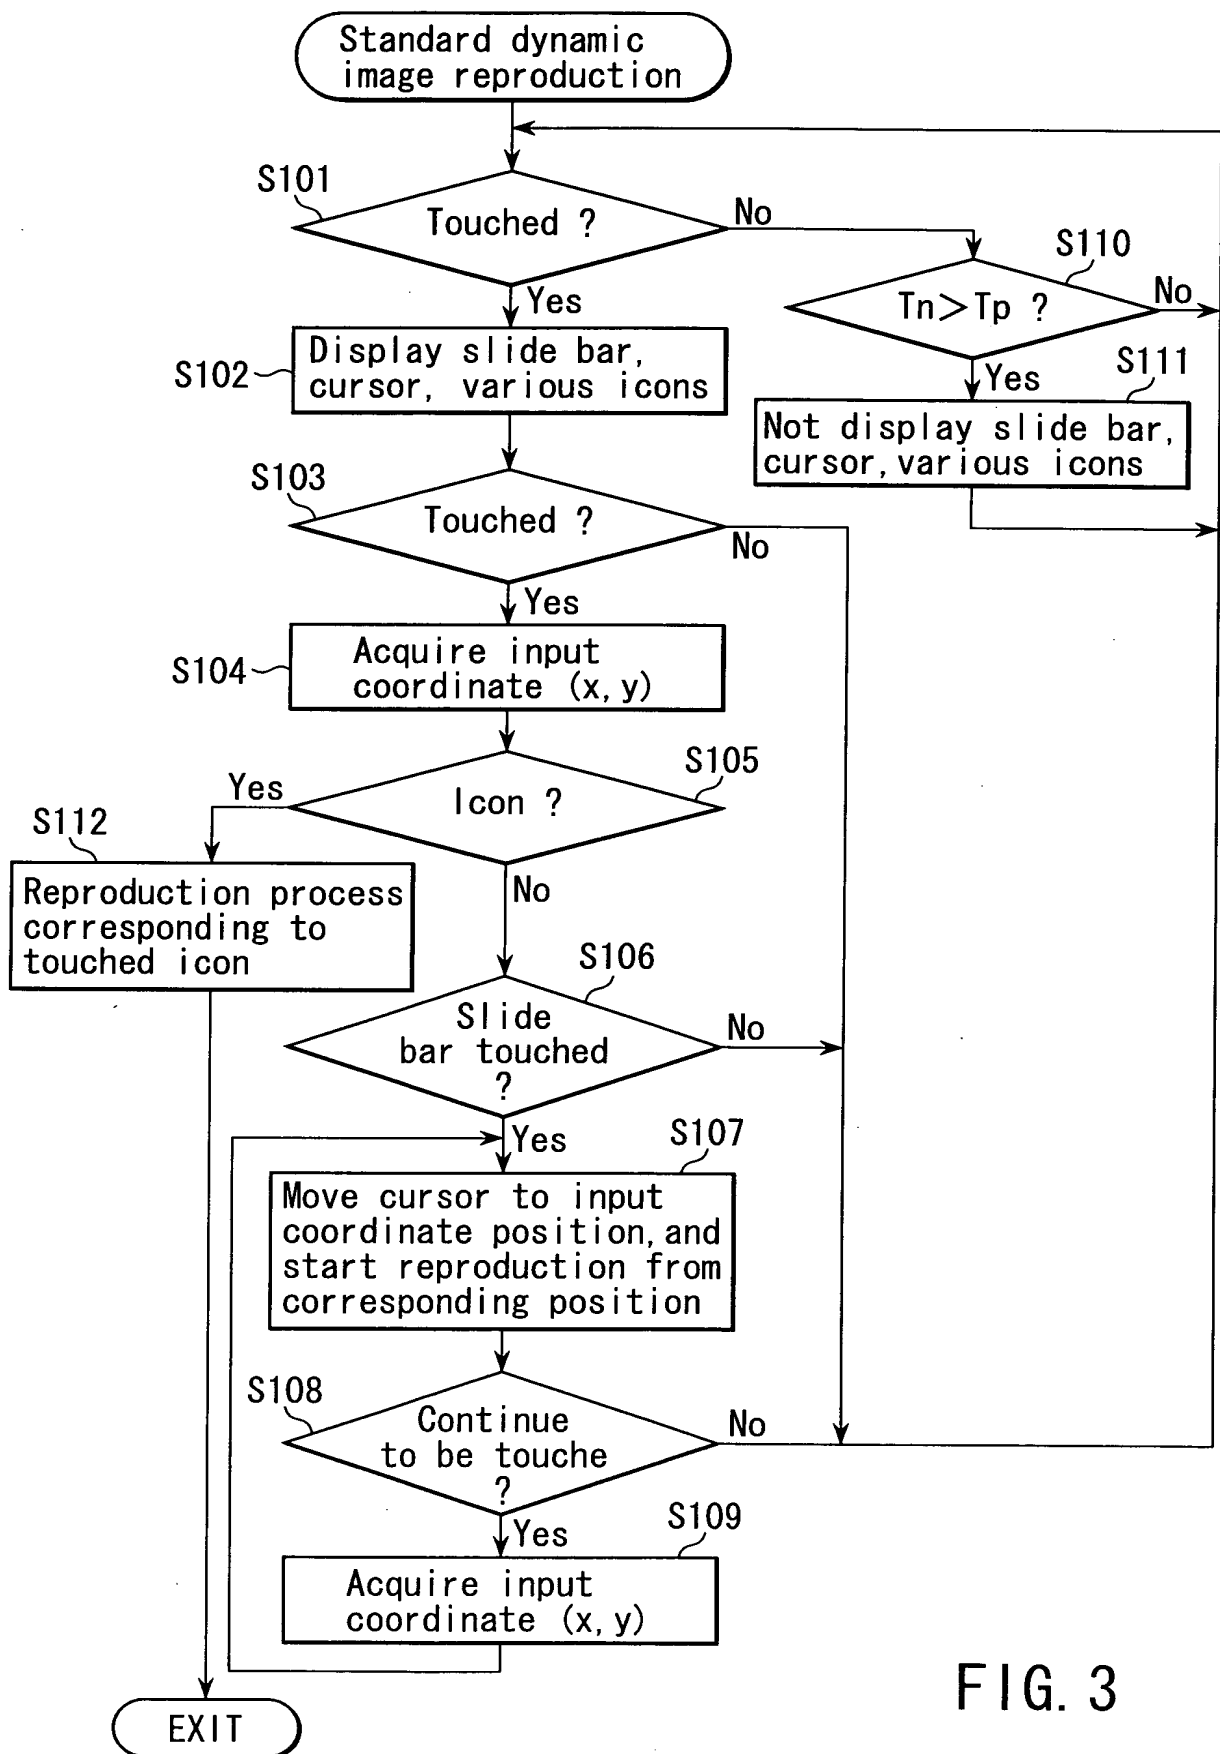 Standard dynamic
image reproduction
S101
Touched ?
No
S110
Tn>Tp ?
No
Yes
Yes
S102
Display slide bar,
cursor, various icons
S111
Not display slide bar,
cursor, various icons
S103
Touched ?
No
Yes
S104
Acquire input
coordinate (x, y)
S105
Icon ?
Yes
S112
No
Reproduction process
corresponding to
touched icon
S106
Slide
bar touched
?
No
Yes
S107
Move cursor to input
coordinate position, and
start reproduction from
corresponding position
S108
Continue
to be touche
?
No
Yes
S109
Acquire input
coordinate (x, y)
EXIT
FIG. 3